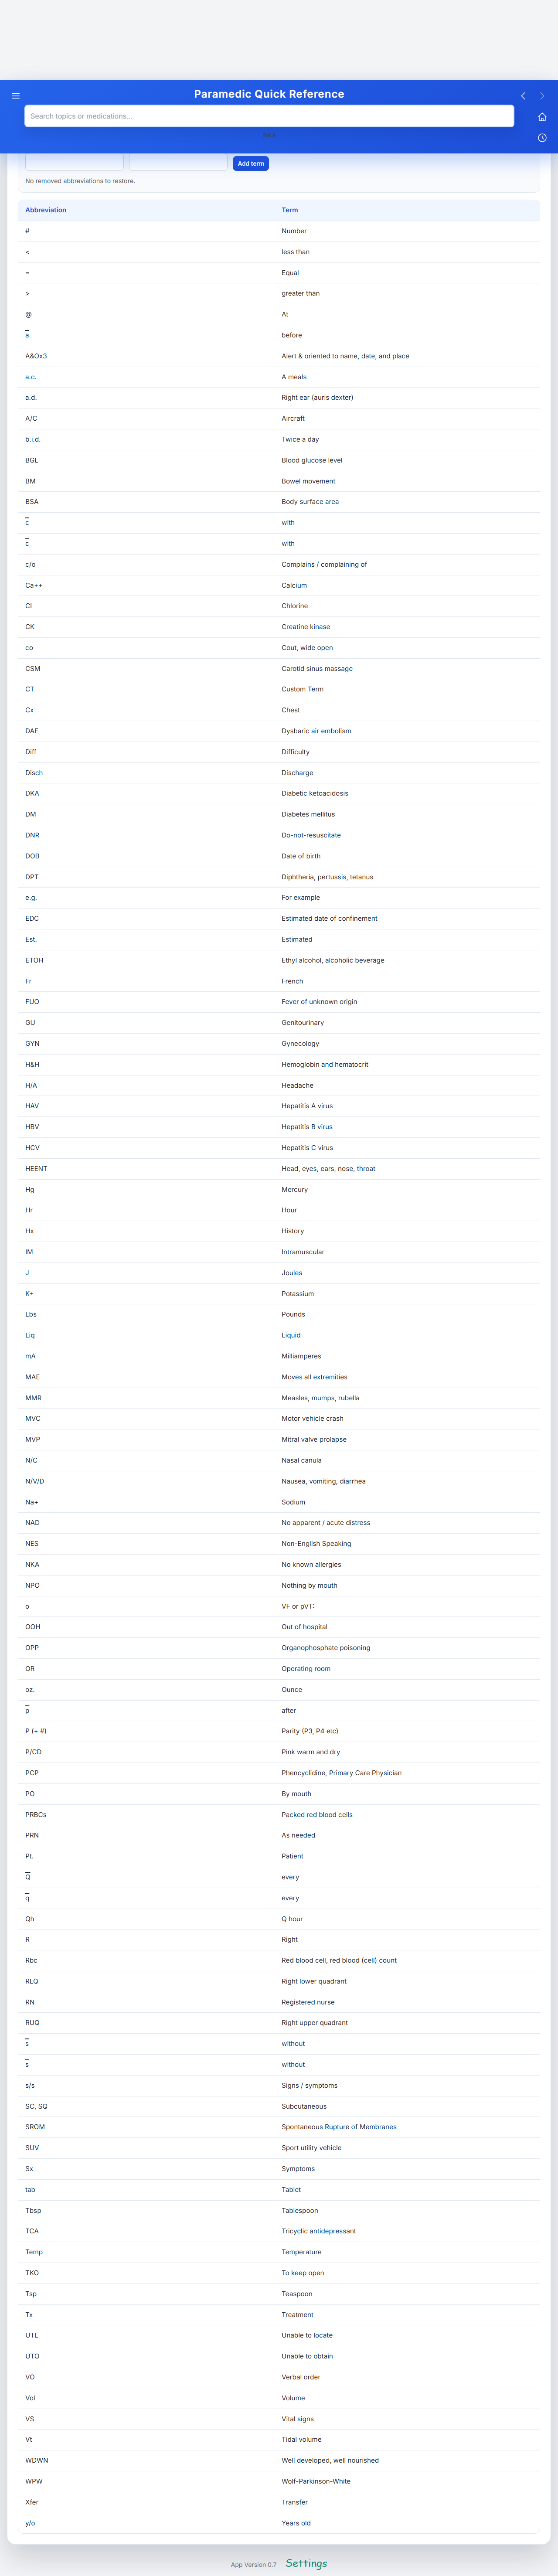 Paramedic Quick Reference
Search topics or medications...
Add term
No removed abbreviations to restore.
Abbreviation Term
# Number
< less than
= Equal
> greater than
@ At
a̅ before
A&Ox3 Alert & oriented to name, date, and place
a.c. A meals
a.d. Right ear (auris dexter)
A/C Aircraft
b.i.d. Twice a day
BGL Blood glucose level
BM Bowel movement
BSA Body surface area
c̅ with
c̅ with
c/o Complains / complaining of
Ca++ Calcium
Cl Chlorine
CK Creatine kinase
co Cout, wide open
CSM Carotid sinus massage
CT Custom Term
Cx Chest
DAE Dysbaric air embolism
Diff Difficulty
Disch Discharge
DKA Diabetic ketoacidosis
DM Diabetes mellitus
DNR Do-not-resuscitate
DOB Date of birth
DPT Diphtheria, pertussis, tetanus
e.g. For example
EDC Estimated date of confinement
Est. Estimated
ETOH Ethyl alcohol, alcoholic beverage
Fr French
FUO Fever of unknown origin
GU Genitourinary
GYN Gynecology
H&H Hemoglobin and hematocrit
H/A Headache
HAV Hepatitis A virus
HBV Hepatitis B virus
HCV Hepatitis C virus
HEENT Head, eyes, ears, nose, throat
Hg Mercury
Hr Hour
Hx History
IM Intramuscular
J Joules
K+ Potassium
Lbs Pounds
Liq Liquid
mA Milliamperes
MAE Moves all extremities
MMR Measles, mumps, rubella
MVC Motor vehicle crash
MVP Mitral valve prolapse
N/C Nasal canula
N/V/D Nausea, vomiting, diarrhea
Na+ Sodium
NAD No apparent / acute distress
NES Non-English Speaking
NKA No known allergies
NPO Nothing by mouth
o VF or pVT:
OOH Out of hospital
OPP Organophosphate poisoning
OR Operating room
oz. Ounce
p̅ after
P (+ #) Parity (P3, P4 etc)
P/CD Pink warm and dry
PCP Phencyclidine, Primary Care Physician
PO By mouth
PRBCs Packed red blood cells
PRN As needed
Pt. Patient
Q̅ every
q̅ every
Qh Q hour
R Right
Rbc Red blood cell, red blood (cell) count
RLQ Right lower quadrant
RN Registered nurse
RUQ Right upper quadrant
s̅ without
s̅ without
s/s Signs / symptoms
SC, SQ Subcutaneous
SROM Spontaneous Rupture of Membranes
SUV Sport utility vehicle
Sx Symptoms
tab Tablet
Tbsp Tablespoon
TCA Tricyclic antidepressant
Temp Temperature
TKO To keep open
Tsp Teaspoon
Tx Treatment
UTL Unable to locate
UTO Unable to obtain
VO Verbal order
Vol Volume
VS Vital signs
Vt Tidal volume
WDWN Well developed, well nourished
WPW Wolf-Parkinson-White
Xfer Transfer
y/o Years old
App Version 0.7 Settings